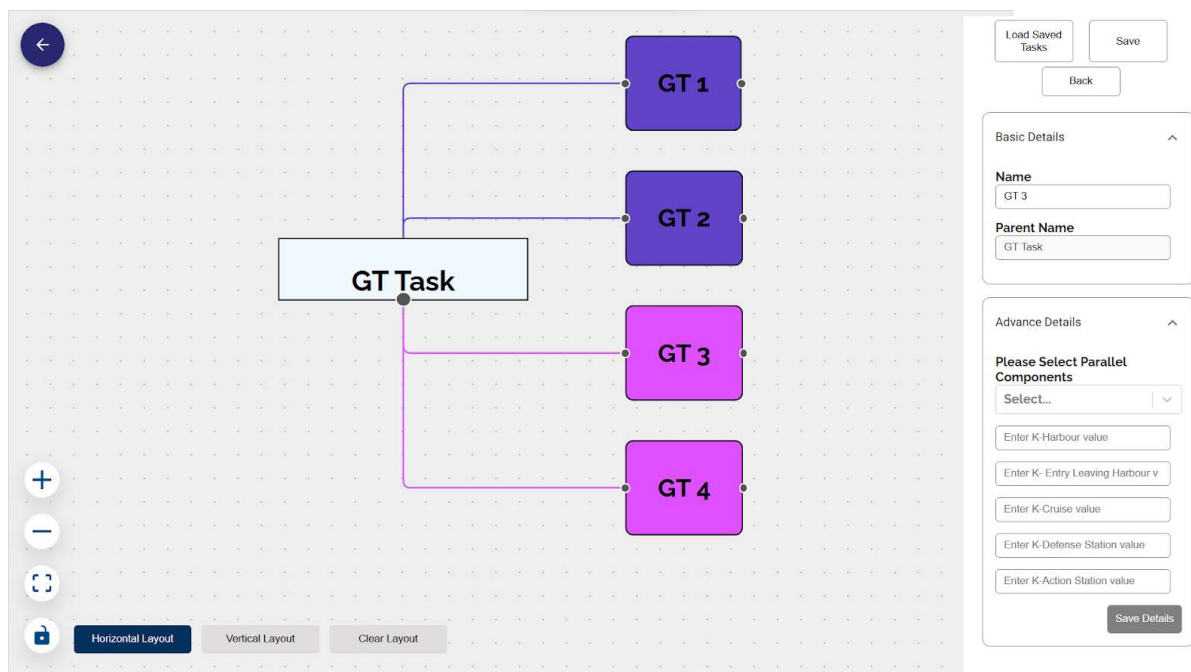 GT 1
GT 2
GT Task
GT 3
GT 4
Horizontal Layout
Vertical Layout
Clear Layout
Load Saved
Tasks
Save
Back
Basic Details
Name
GT 3
Parent Name
GT Task
Advance Details
Please Select Parallel
Components
Select...
Enter K-Harbour value
Enter K- Entry Leaving Harbour v
Enter K-Cruise value
Enter K-Defense Station value
Enter K-Action Station value
Save Details